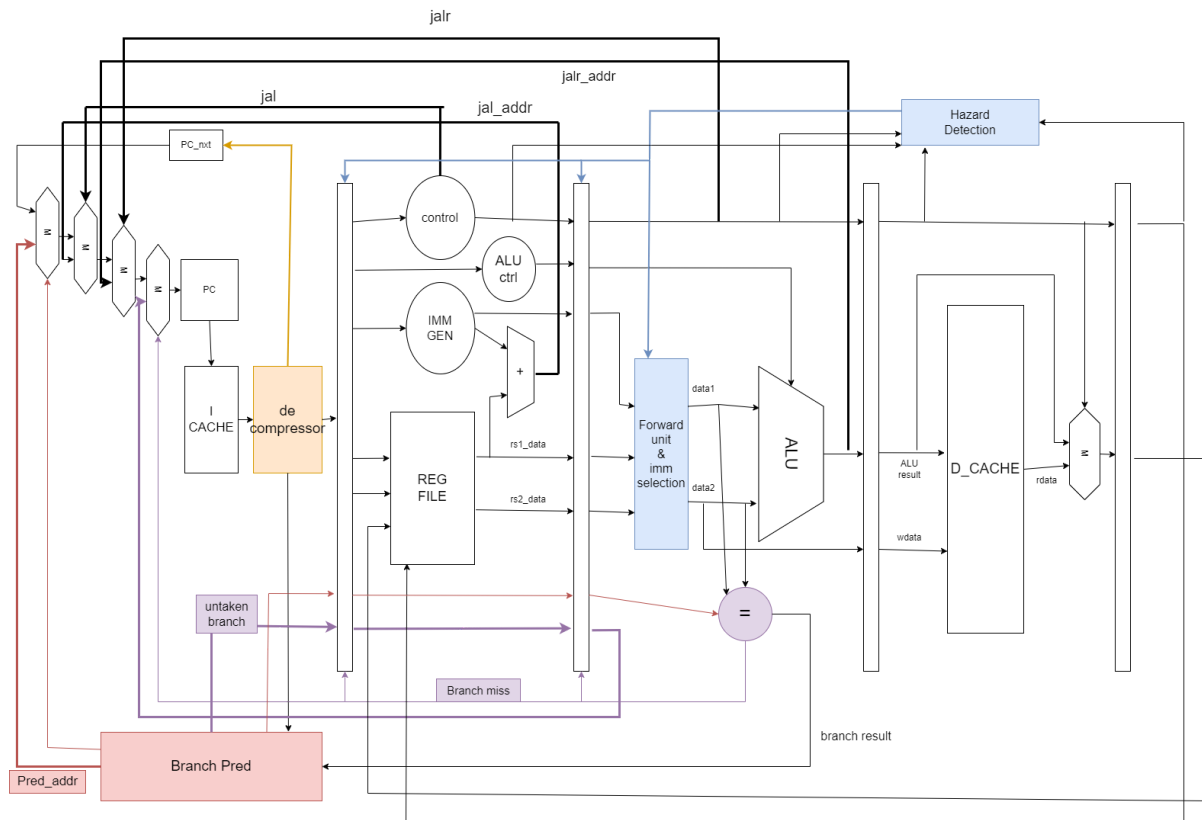 jalr
jalr_addr
jal
jal_addr
Hazard
Detection
PC_nxt
M
M
M
M
PC
control
ALU
ctrl
IMM
GEN
+
I
CACHE
de
compressor
REG
FILE
rs1_data
rs2_data
Forward
unit
&
imm
selection
data1
data2
ALU
ALU
result
wdata
D_CACHE
rdata
M
untaken
branch
=
Branch miss
branch result
Branch Pred
Pred_addr